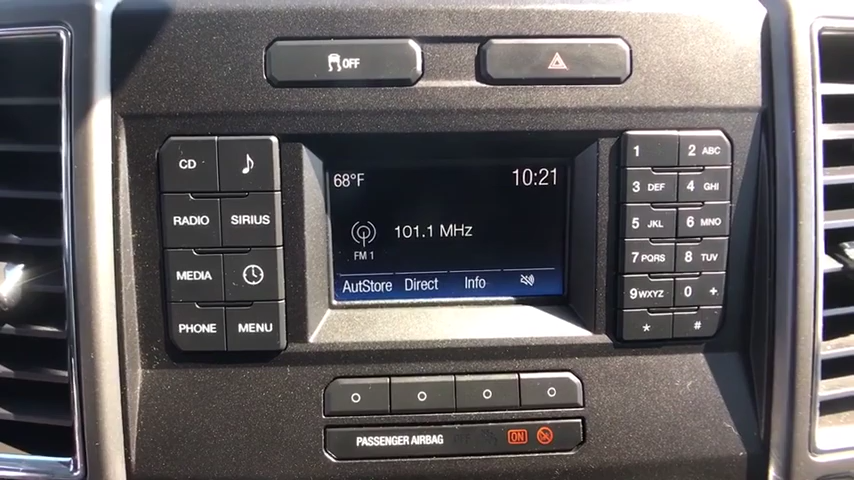 OFF
CD
RADIO SIRIUS
MEDIA
PHONE MENU
68°F 10:21
101.1 MHz
FM 1
AutStore Direct Info
1 2 ABC
3 DEF 4 GHI
5 JKL 6 MNO
7 PQRS 8 TUV
9 WXYZ 0 +
* #
PASSENGER AIRBAG OFF ON